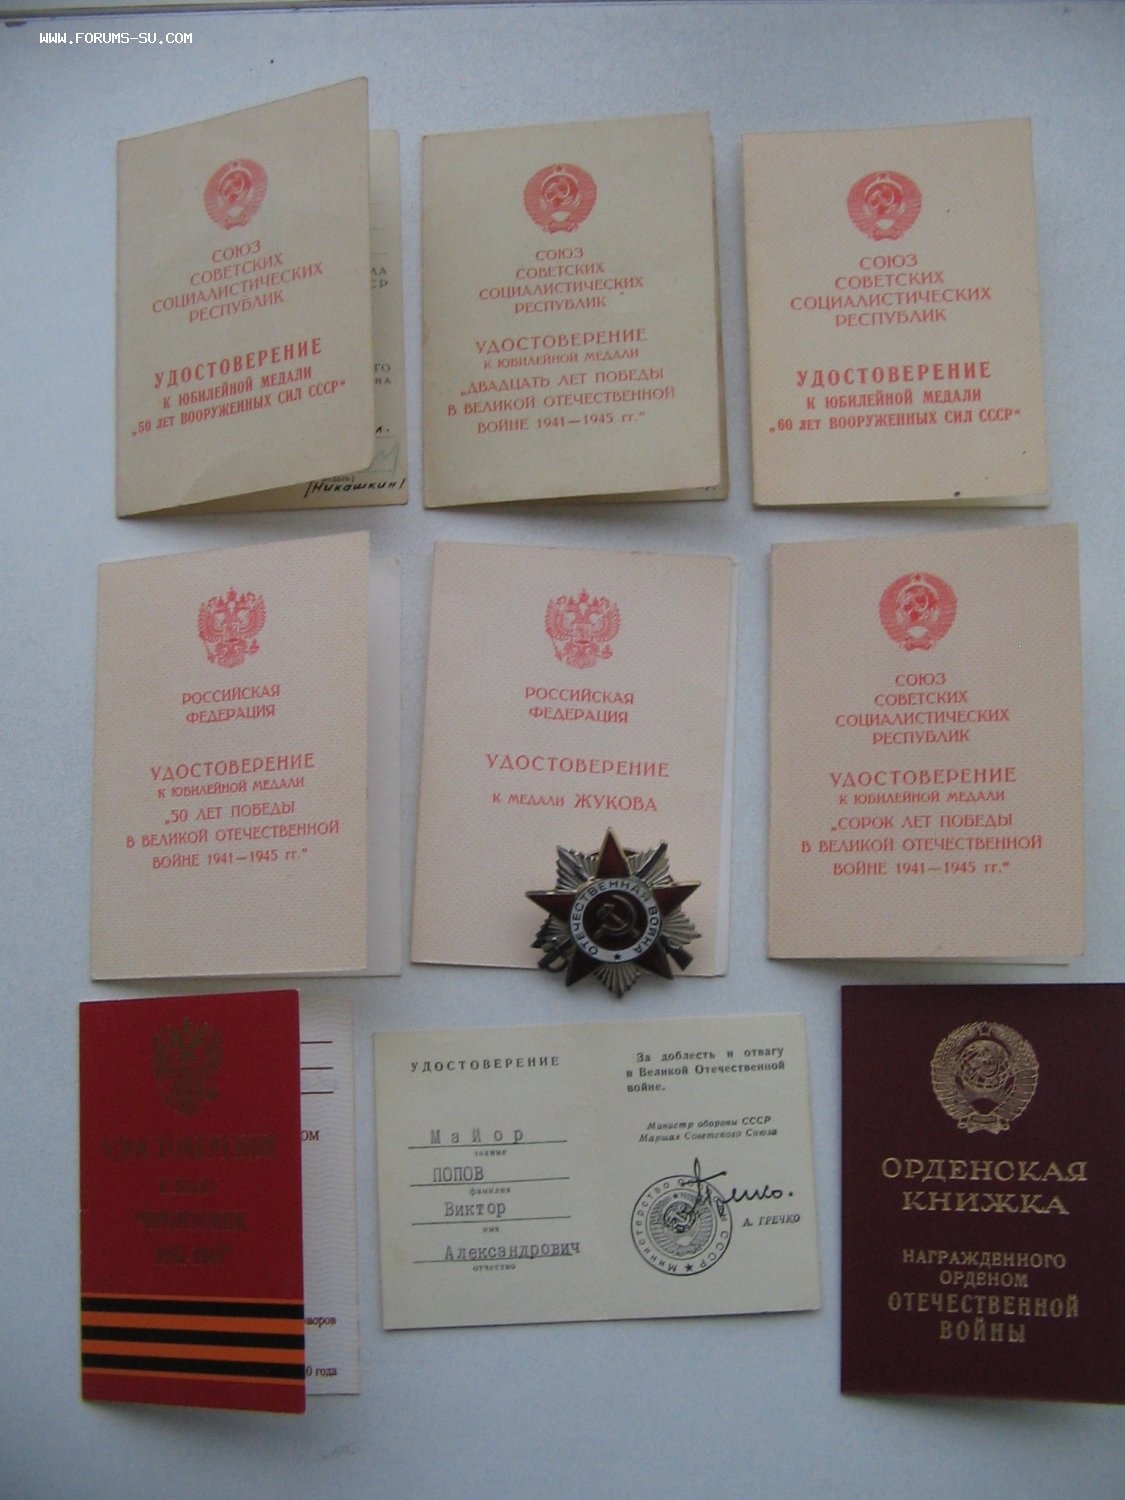 WWW.FORUMS-SU.COM
СОЮЗ
СОВЕТСКИХ
СОЦИАЛИСТИЧЕСКИХ
РЕСПУБЛИК
УДОСТОВЕРЕНИЕ
К ЮБИЛЕЙНОЙ МЕДАЛИ
„50 ЛЕТ ВООРУЖЕННЫХ СИЛ СССР“
/Никашкин/
СОЮЗ
СОВЕТСКИХ
СОЦИАЛИСТИЧЕСКИХ
РЕСПУБЛИК
УДОСТОВЕРЕНИЕ
К ЮБИЛЕЙНОЙ МЕДАЛИ
„ДВАДЦАТЬ ЛЕТ ПОБЕДЫ
В ВЕЛИКОЙ ОТЕЧЕСТВЕННОЙ
ВОЙНЕ 1941—1945 гг.“
СОЮЗ
СОВЕТСКИХ
СОЦИАЛИСТИЧЕСКИХ
РЕСПУБЛИК
УДОСТОВЕРЕНИЕ
К ЮБИЛЕЙНОЙ МЕДАЛИ
„60 ЛЕТ ВООРУЖЕННЫХ СИЛ СССР“
РОССИЙСКАЯ
ФЕДЕРАЦИЯ
УДОСТОВЕРЕНИЕ
К ЮБИЛЕЙНОЙ МЕДАЛИ
„50 ЛЕТ ПОБЕДЫ
В ВЕЛИКОЙ ОТЕЧЕСТВЕННОЙ
ВОЙНЕ 1941—1945 гг.“
РОССИЙСКАЯ
ФЕДЕРАЦИЯ
УДОСТОВЕРЕНИЕ
К МЕДАЛИ ЖУКОВА
ОТЕЧЕСТВЕННАЯ ВОЙНА
СОЮЗ
СОВЕТСКИХ
СОЦИАЛИСТИЧЕСКИХ
РЕСПУБЛИК
УДОСТОВЕРЕНИЕ
К ЮБИЛЕЙНОЙ МЕДАЛИ
„СОРОК ЛЕТ ПОБЕДЫ
В ВЕЛИКОЙ ОТЕЧЕСТВЕННОЙ
ВОЙНЕ 1941—1945 гг.“
УДОСТОВЕРЕНИЕ
0 года
УДОСТОВЕРЕНИЕ
Майор
звание
ПОПОВ
фамилия
Виктор
имя
Александрович
отчество
За доблесть и отвагу
в Великой Отечественной
войне.
Министр обороны СССР
Маршал Советского Союза
А. ГРЕЧКО
ОРДЕНСКАЯ
КНИЖКА
НАГРАЖДЕННОГО
ОРДЕНОМ
ОТЕЧЕСТВЕННОЙ
ВОЙНЫ